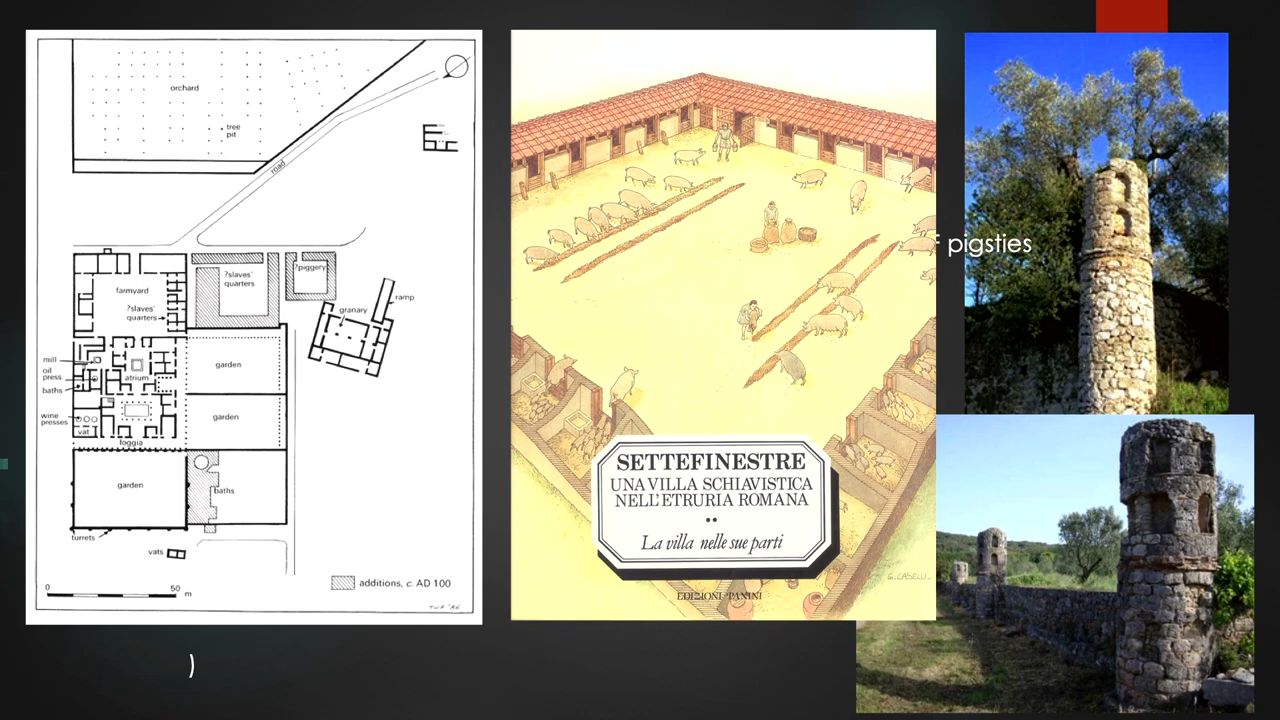 orchard
tree
pit
road
farmyard
?slaves'
quarters
?slaves'
quarters
?piggery
ramp
granary
mill
oil
press
baths
atrium
garden
wine
presses
vat
loggia
garden
garden
baths
turrets
vats
0 50 m
additions, c. AD 100
SETTEFINESTRE
UNA VILLA SCHIAVISTICA
NELL'ETRURIA ROMANA
La villa nelle sue parti
G. CASELLI
EDIZIONI PANINI
pigsties
)